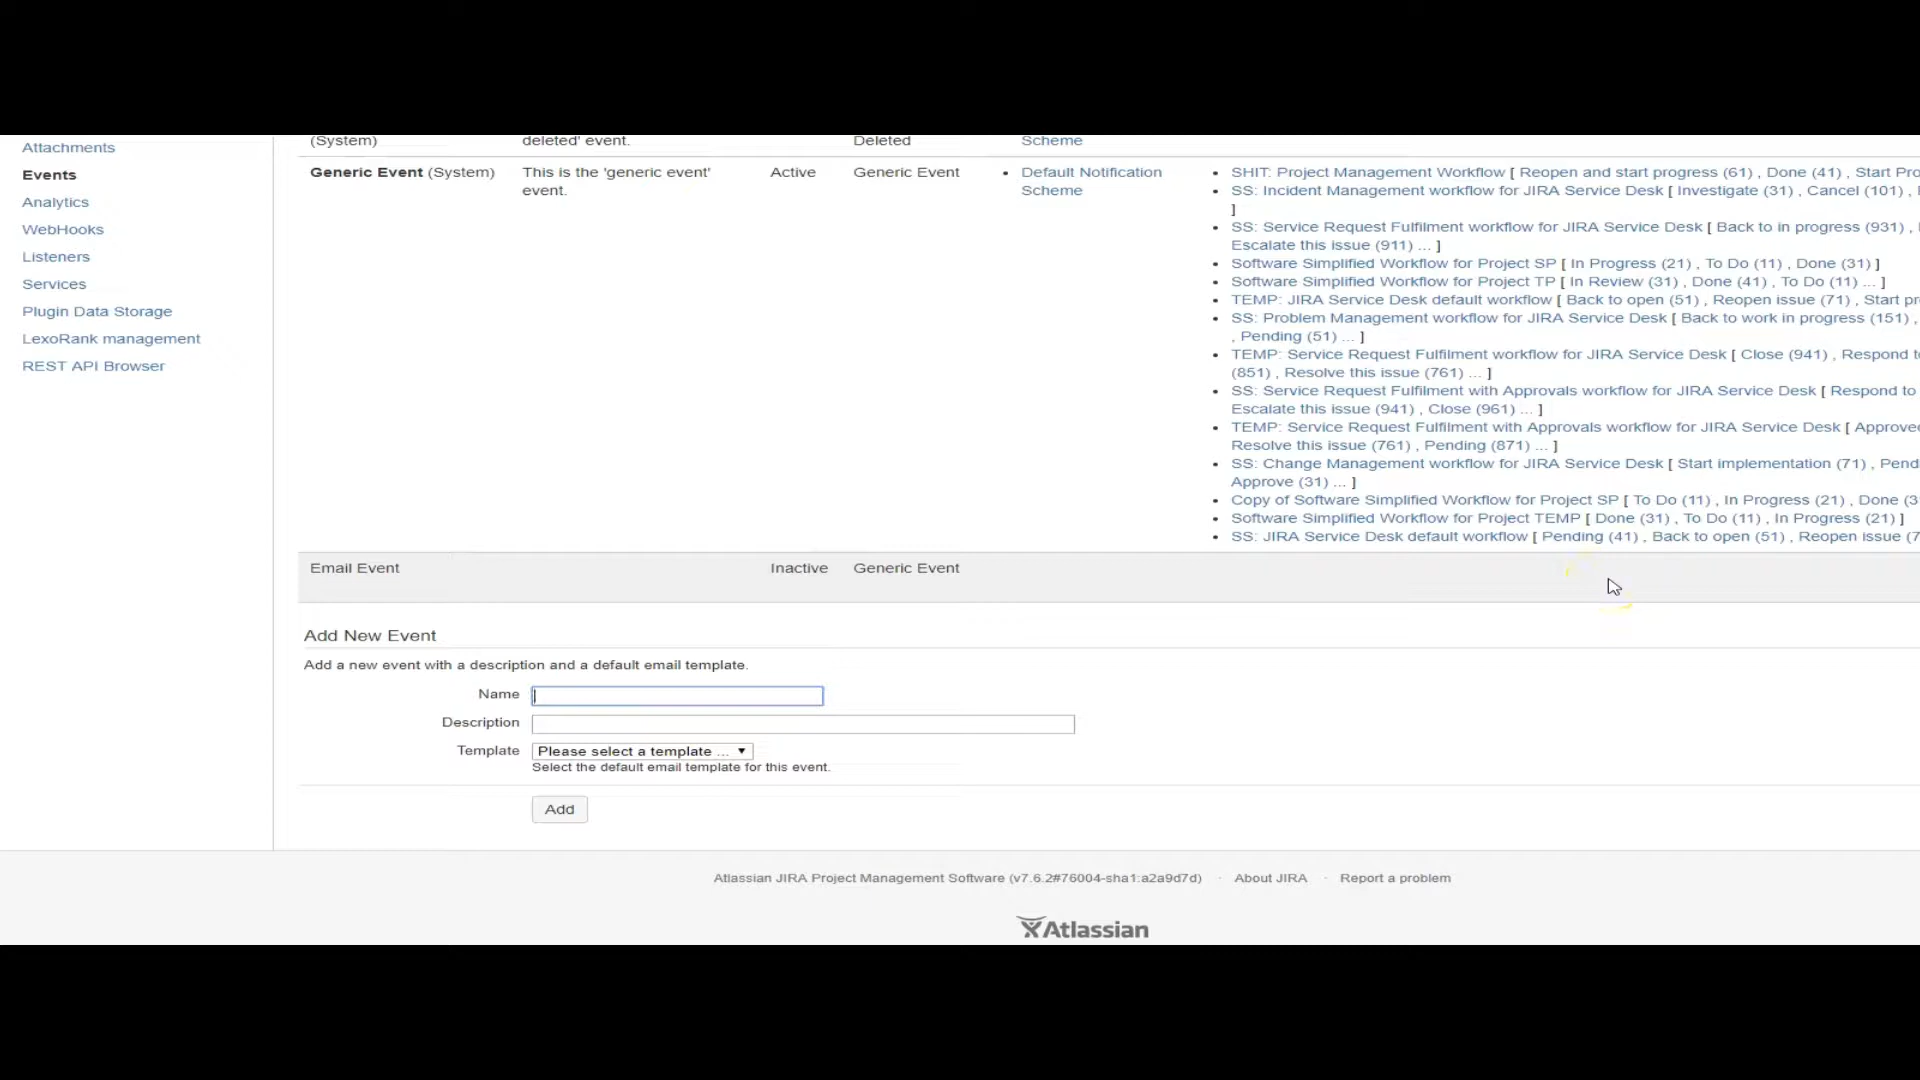 Attachments
Events
Analytics
WebHooks
Listeners
Services
Plugin Data Storage
LexoRank management
REST API Browser
(System) deleted' event. Deleted Scheme
Generic Event (System) This is the 'generic event' event. Active Generic Event • Default Notification Scheme
• SHIT: Project Management Workflow [ Reopen and start progress (61) , Done (41) , Start Pro
• SS: Incident Management workflow for JIRA Service Desk [ Investigate (31) , Cancel (101) ,
]
• SS: Service Request Fulfilment workflow for JIRA Service Desk [ Back to in progress (931) ,
Escalate this issue (911) ... ]
• Software Simplified Workflow for Project SP [ In Progress (21) , To Do (11) , Done (31) ]
• Software Simplified Workflow for Project TP [ In Review (31) , Done (41) , To Do (11) ... ]
• TEMP: JIRA Service Desk default workflow [ Back to open (51) , Reopen issue (71) , Start pr
• SS: Problem Management workflow for JIRA Service Desk [ Back to work in progress (151) ,
, Pending (51) ... ]
• TEMP: Service Request Fulfilment workflow for JIRA Service Desk [ Close (941) , Respond to
(851) , Resolve this issue (761) ... ]
• SS: Service Request Fulfilment with Approvals workflow for JIRA Service Desk [ Respond to
Escalate this issue (941) , Close (961) ... ]
• TEMP: Service Request Fulfilment with Approvals workflow for JIRA Service Desk [ Approved
Resolve this issue (761) , Pending (871) ... ]
• SS: Change Management workflow for JIRA Service Desk [ Start implementation (71) , Pend
Approve (31) ... ]
• Copy of Software Simplified Workflow for Project SP [ To Do (11) , In Progress (21) , Done (3
• Software Simplified Workflow for Project TEMP [ Done (31) , To Do (11) , In Progress (21) ]
• SS: JIRA Service Desk default workflow [ Pending (41) , Back to open (51) , Reopen issue (7
Email Event Inactive Generic Event
Add New Event
Add a new event with a description and a default email template.
Name
Description
Template Please select a template ... ▼
Select the default email template for this event.
Add
Atlassian JIRA Project Management Software (v7.6.2#76004-sha1:a2a9d7d) · About JIRA · Report a problem
Atlassian